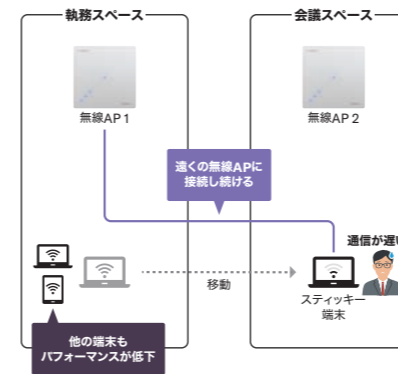 執務スペース
会議スペース
無線AP 1
無線AP 2
遠くの無線APに
接続し続ける
通信が遅い
移動
スティッキー
端末
他の端末も
パフォーマンスが低下